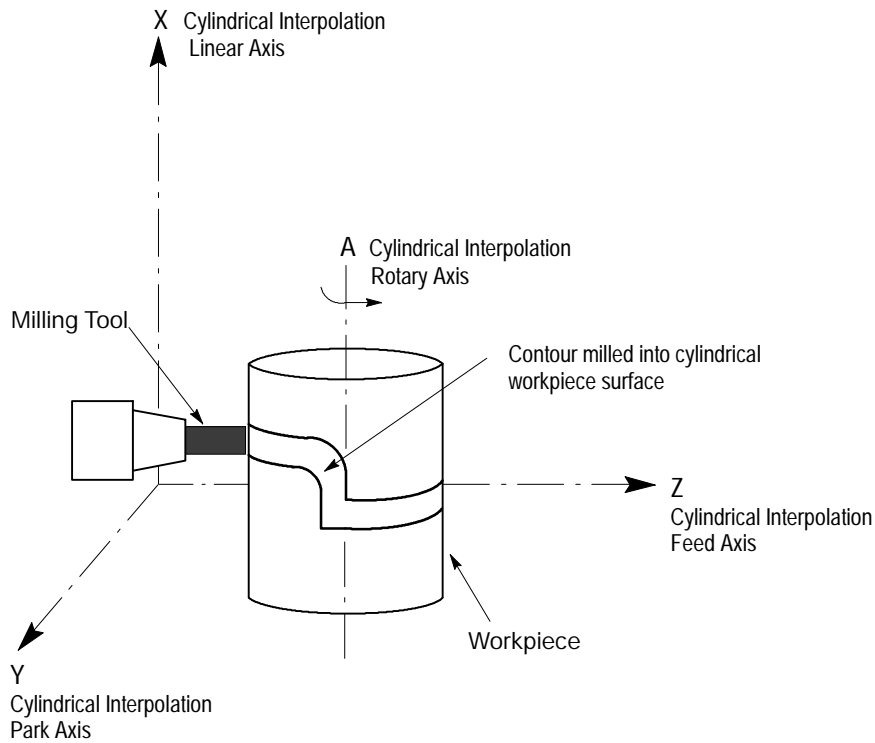 X Cylindrical Interpolation
Linear Axis
A Cylindrical Interpolation
Rotary Axis
Milling Tool
Contour milled into cylindrical
workpiece surface
Z
Cylindrical Interpolation
Feed Axis
Workpiece
Y
Cylindrical Interpolation
Park Axis